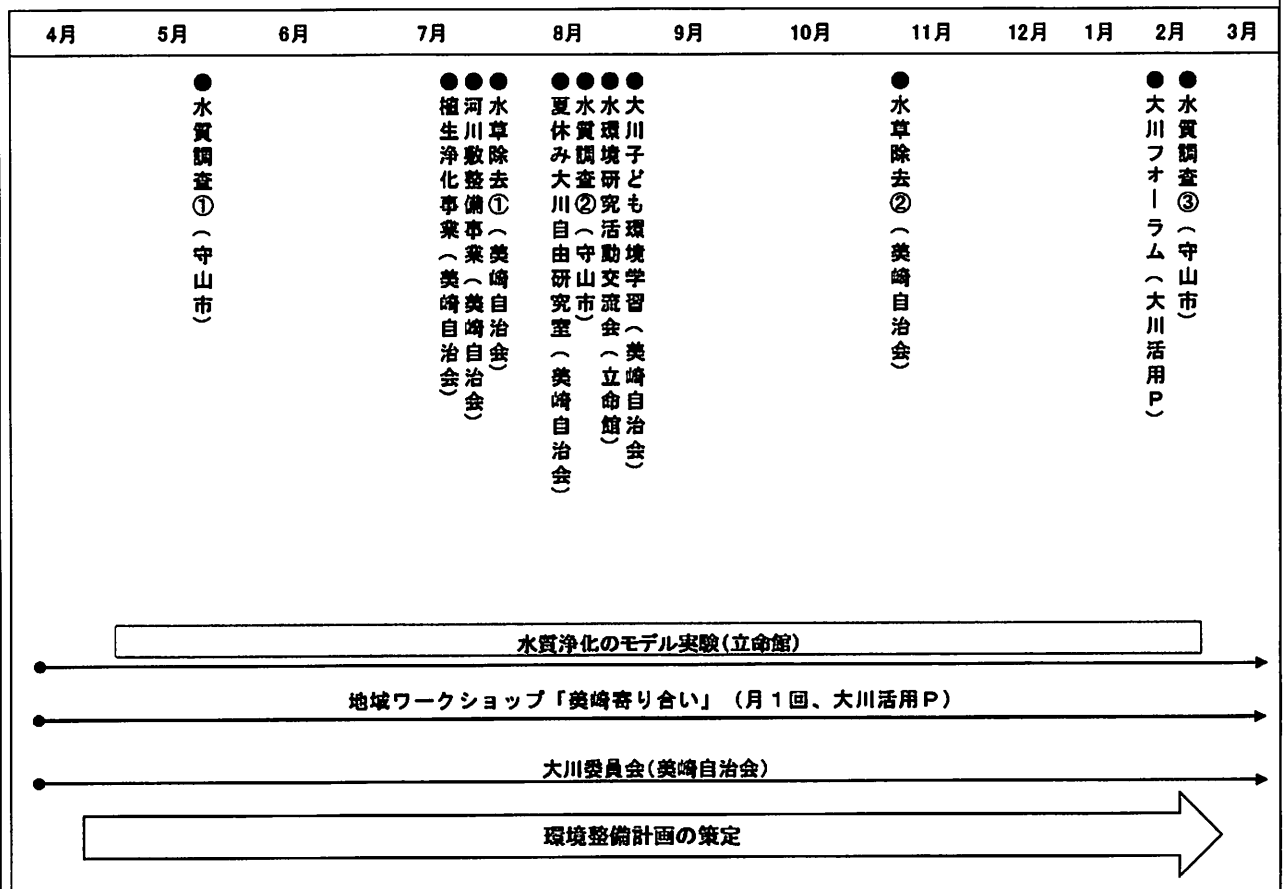 4月 5月 6月 7月 8月 9月 10月 11月 12月 1月 2月 3月
●水質調査①(守山市)
●植生浄化事業(美崎自治会)
●河川敷整備事業(美崎自治会)
●水草除去①(美崎自治会)
●夏休み大川自由研究室(美崎自治会)
●水質調査②(守山市)
●水環境研究活動交流会(立命館)
●大川子ども環境学習(美崎自治会)
●水草除去②(美崎自治会)
●大川フォーラム(大川活用P)
●水質調査③(守山市)
水質浄化のモデル実験(立命館)
地域ワークショップ「美崎寄り合い」(月1回、大川活用P)
大川委員会(美崎自治会)
環境整備計画の策定